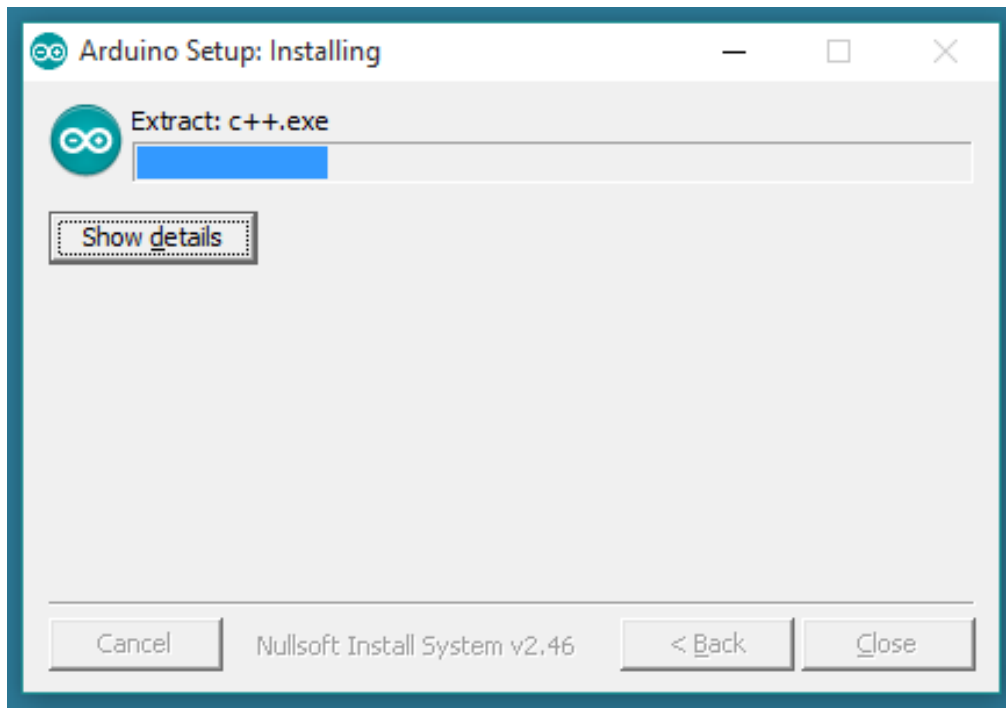 Arduino Setup: Installing
Extract: c++.exe
Show details
Cancel
Nullsoft Install System v2.46
< Back
Close